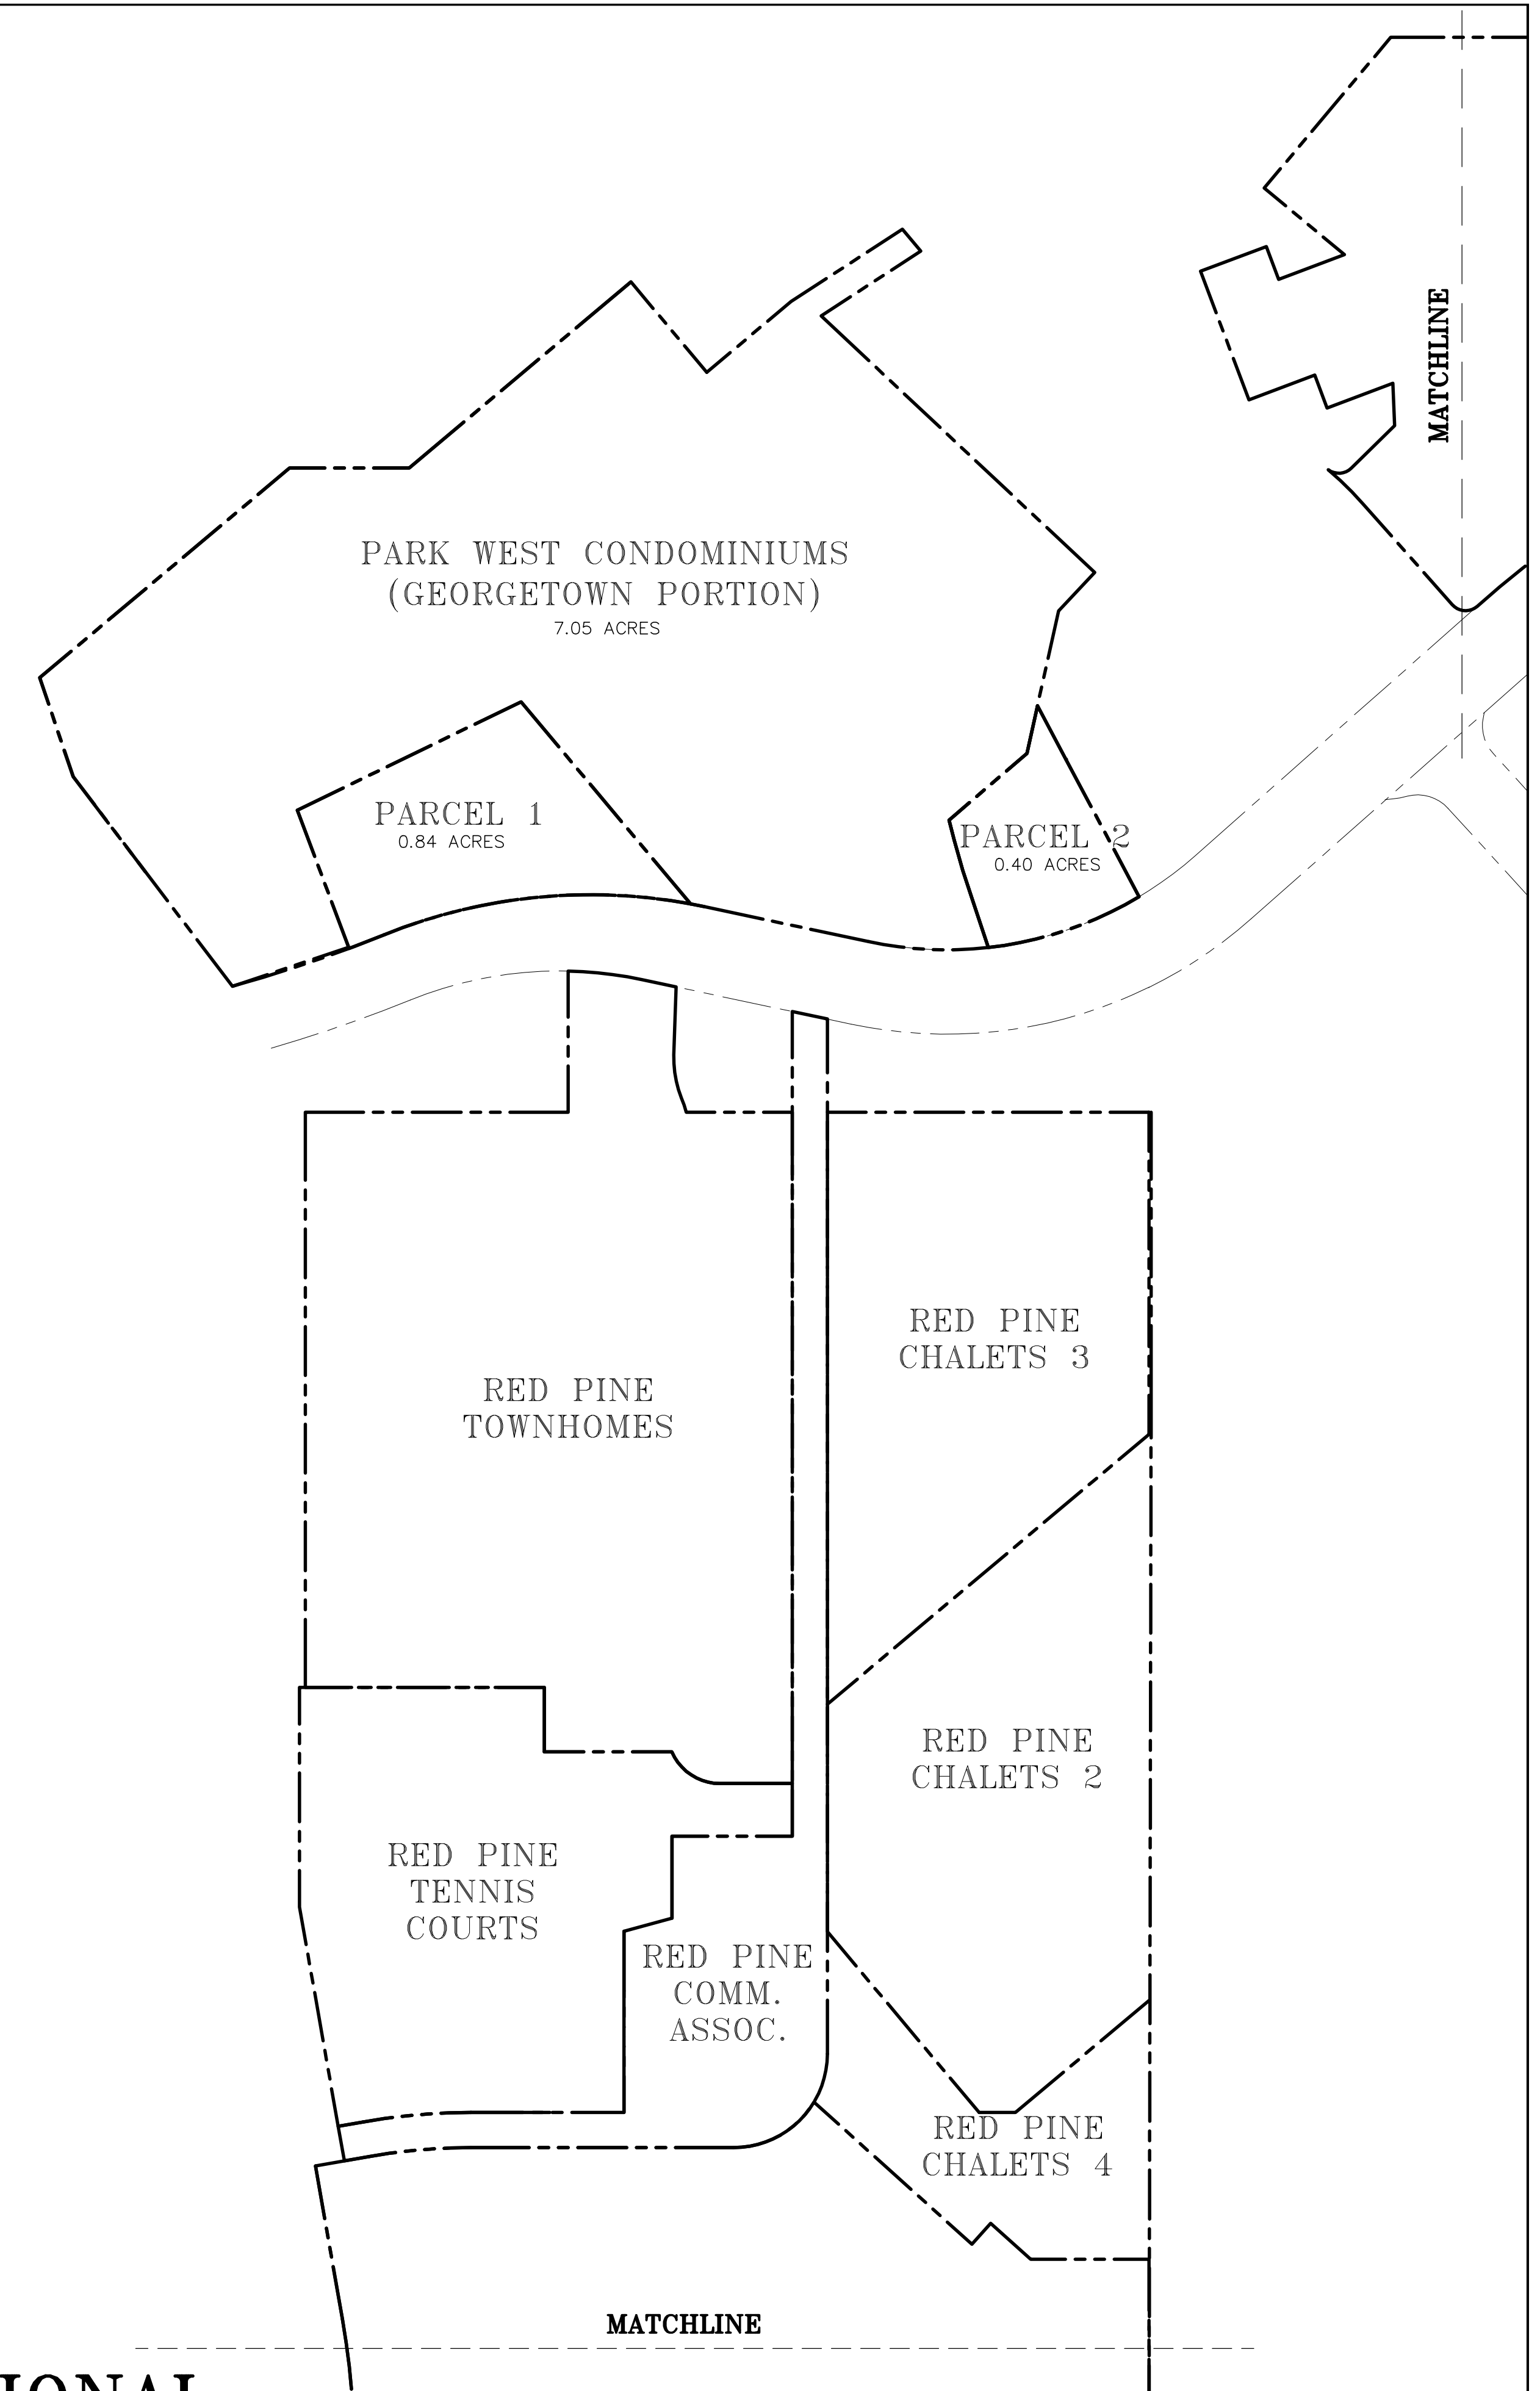 MATCHLINE
PARK WEST CONDOMINIUMS
(GEORGETOWN PORTION)
7.05 ACRES
PARCEL 1
0.84 ACRES
PARCEL 2
0.40 ACRES
RED PINE
CHALETS 3
RED PINE
TOWNHOMES
RED PINE
CHALETS 2
RED PINE
TENNIS
COURTS
RED PINE
COMM.
ASSOC.
RED PINE
CHALETS 4
MATCHLINE